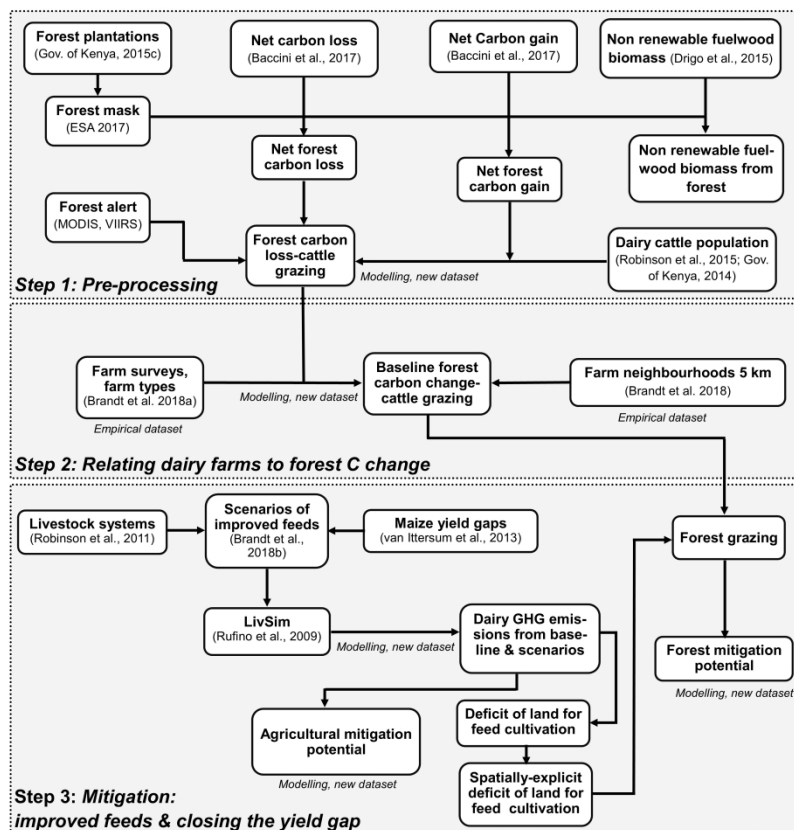 Forest plantations
(Gov. of Kenya, 2015c)
Net carbon loss
(Baccini et al., 2017)
Net Carbon gain
(Baccini et al., 2017)
Non renewable fuelwood
biomass (Drigo et al., 2015)
Forest mask
(ESA 2017)
Net forest
carbon loss
Net forest
carbon gain
Non renewable fuel-
wood biomass from
forest
Forest alert
(MODIS, VIIRS)
Forest carbon
loss-cattle
grazing
Modelling, new dataset
Dairy cattle population
(Robinson et al., 2015; Gov.
of Kenya, 2014)
Step 1: Pre-processing
Farm surveys,
farm types
(Brandt et al. 2018a)
Empirical dataset
Modelling, new dataset
Baseline forest
carbon change-
cattle grazing
Farm neighbourhoods 5 km
(Brandt et al. 2018)
Empirical dataset
Step 2: Relating dairy farms to forest C change
Livestock systems
(Robinson et al., 2011)
Scenarios of
improved feeds
(Brandt et al.,
2018b)
Maize yield gaps
(van Ittersum et al., 2013)
Forest grazing
LivSim
(Rufino et al., 2009)
Modelling, new dataset
Dairy GHG emis-
sions from base-
line & scenarios
Forest mitigation
potential
Modelling, new dataset
Agricultural mitigation
potential
Modelling, new dataset
Deficit of land for
feed cultivation
Spatially-explicit
deficit of land for
feed cultivation
Step 3: Mitigation:
improved feeds & closing the yield gap